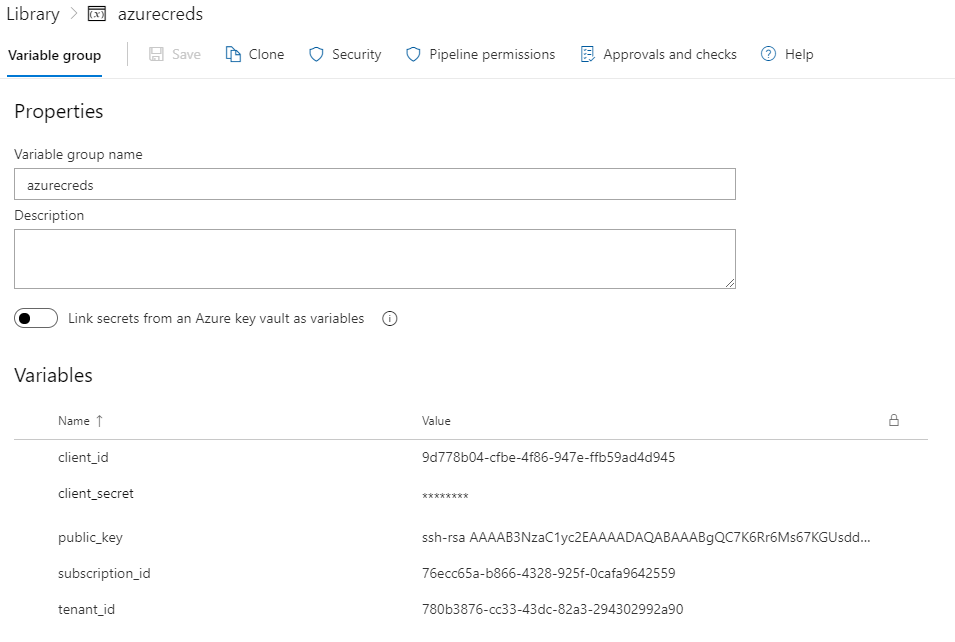 Library > azurecreds
Variable group Save Clone Security Pipeline permissions Approvals and checks Help
Properties
Variable group name
azurecreds
Description
Link secrets from an Azure key vault as variables
Variables
Name ↑ Value
client_id 9d778b04-cfbe-4f86-947e-ffb59ad4d945
client_secret ********
public_key ssh-rsa AAAAB3NzaC1yc2EAAAADAQABAAABgQC7K6Rr6Ms67KGUsdd...
subscription_id 76ecc65a-b866-4328-925f-0cafa9642559
tenant_id 780b3876-cc33-43dc-82a3-294302992a90